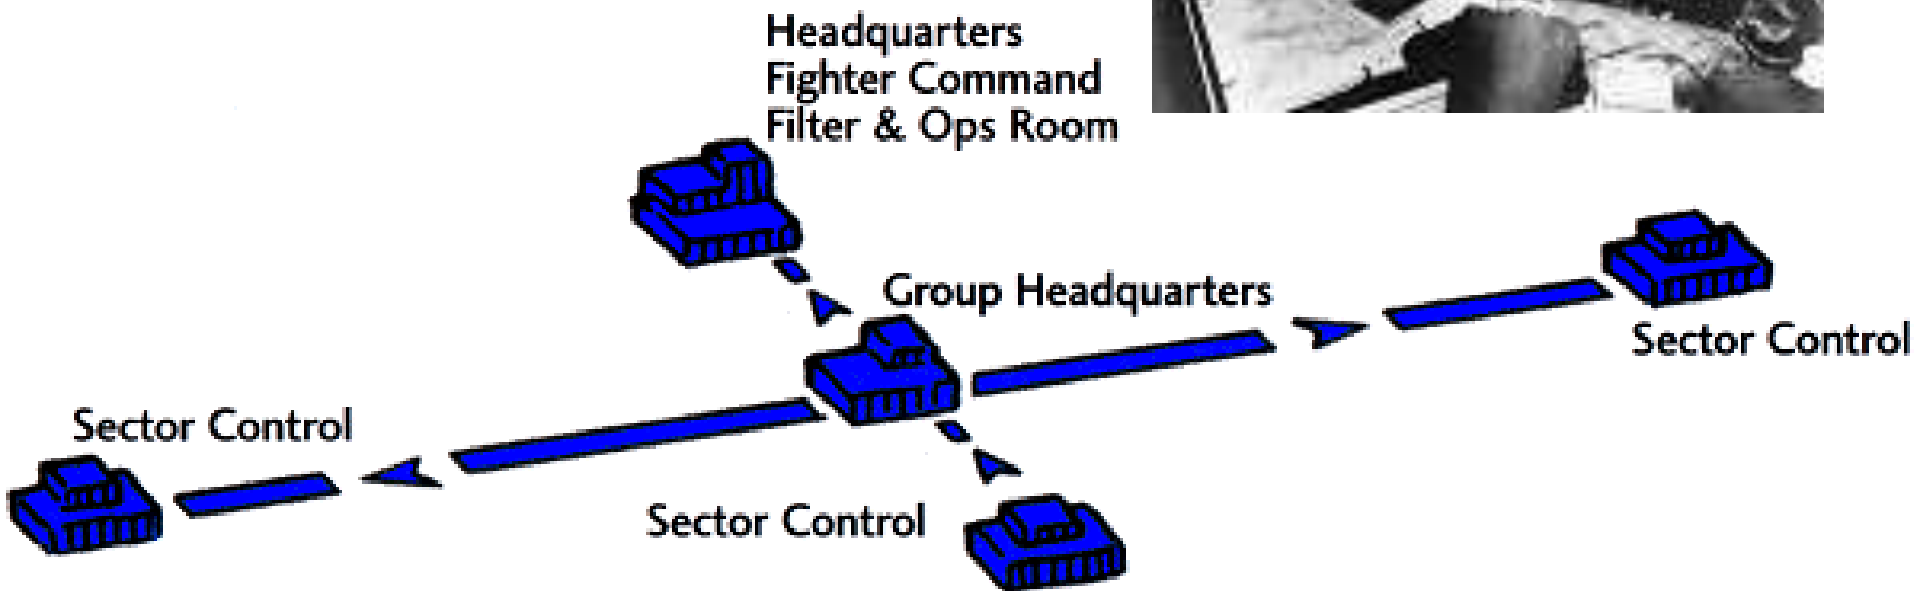 Headquarters
Fighter Command
Filter & Ops Room
Group Headquarters
Sector Control
Sector Control
Sector Control